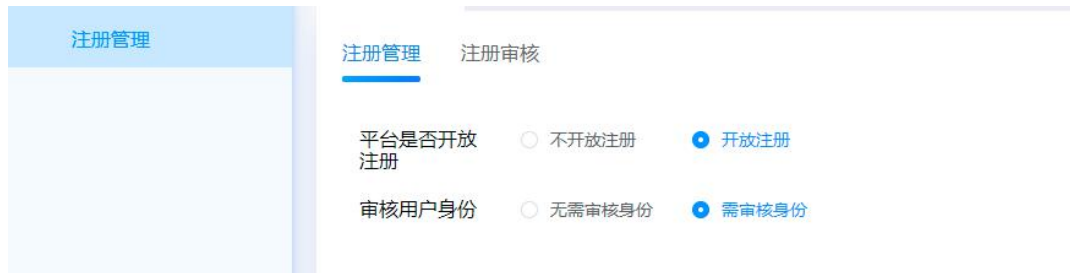 注册管理
注册管理 注册审核
平台是否开放 不开放注册 开放注册
注册
审核用户身份 无需审核身份 需审核身份